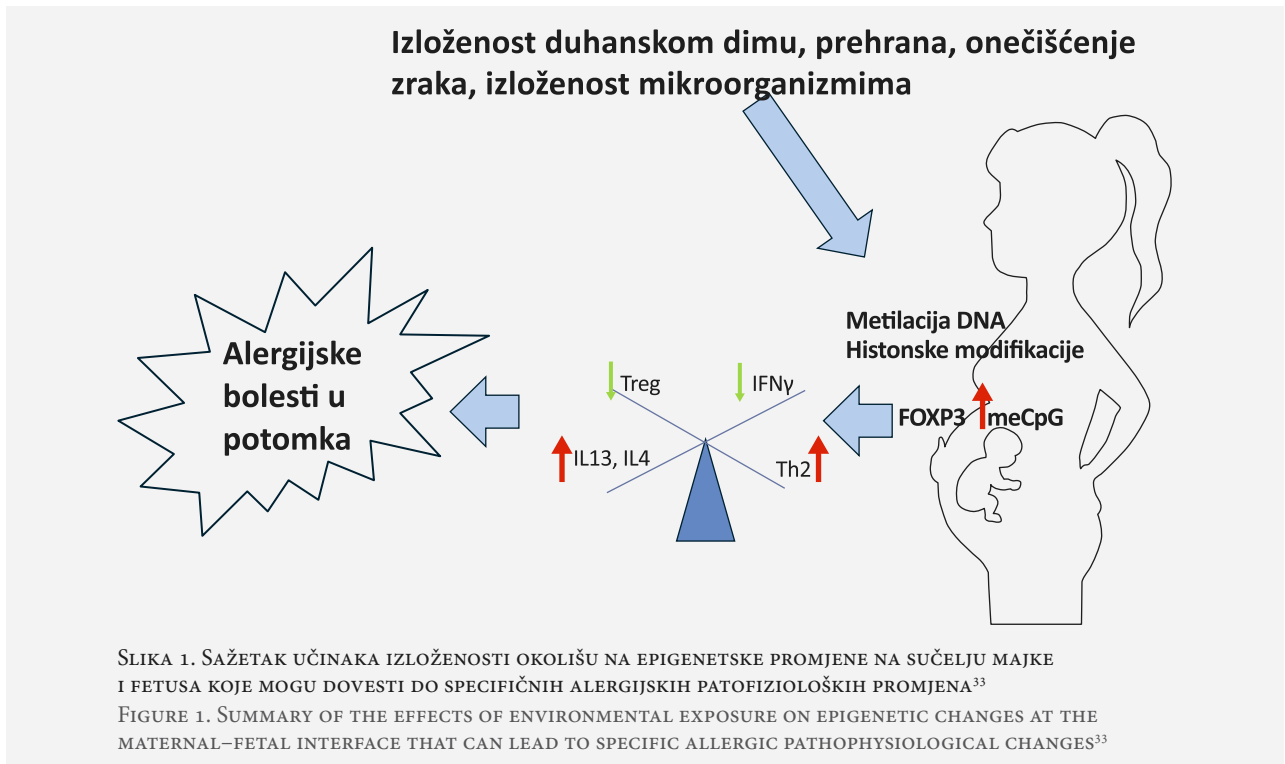 Izloženost duhanskom dimu, prehrana, onečišćenje
zraka, izloženost mikroorganizmima
Metilacija DNA
Histonske modifikacije
FOXP3 meCpG
Treg
IFNγ
IL13, IL4
Th2
Alergijske
bolesti u
potomka
Slika 1. Sažetak učinaka izloženosti okolišu na epigenetske promjene na sučelju majke
i fetusa koje mogu dovesti do specifičnih alergijskih patofizioloških promjena³³
Figure 1. Summary of the effects of environmental exposure on epigenetic changes at the
maternal–fetal interface that can lead to specific allergic pathophysiological changes³³